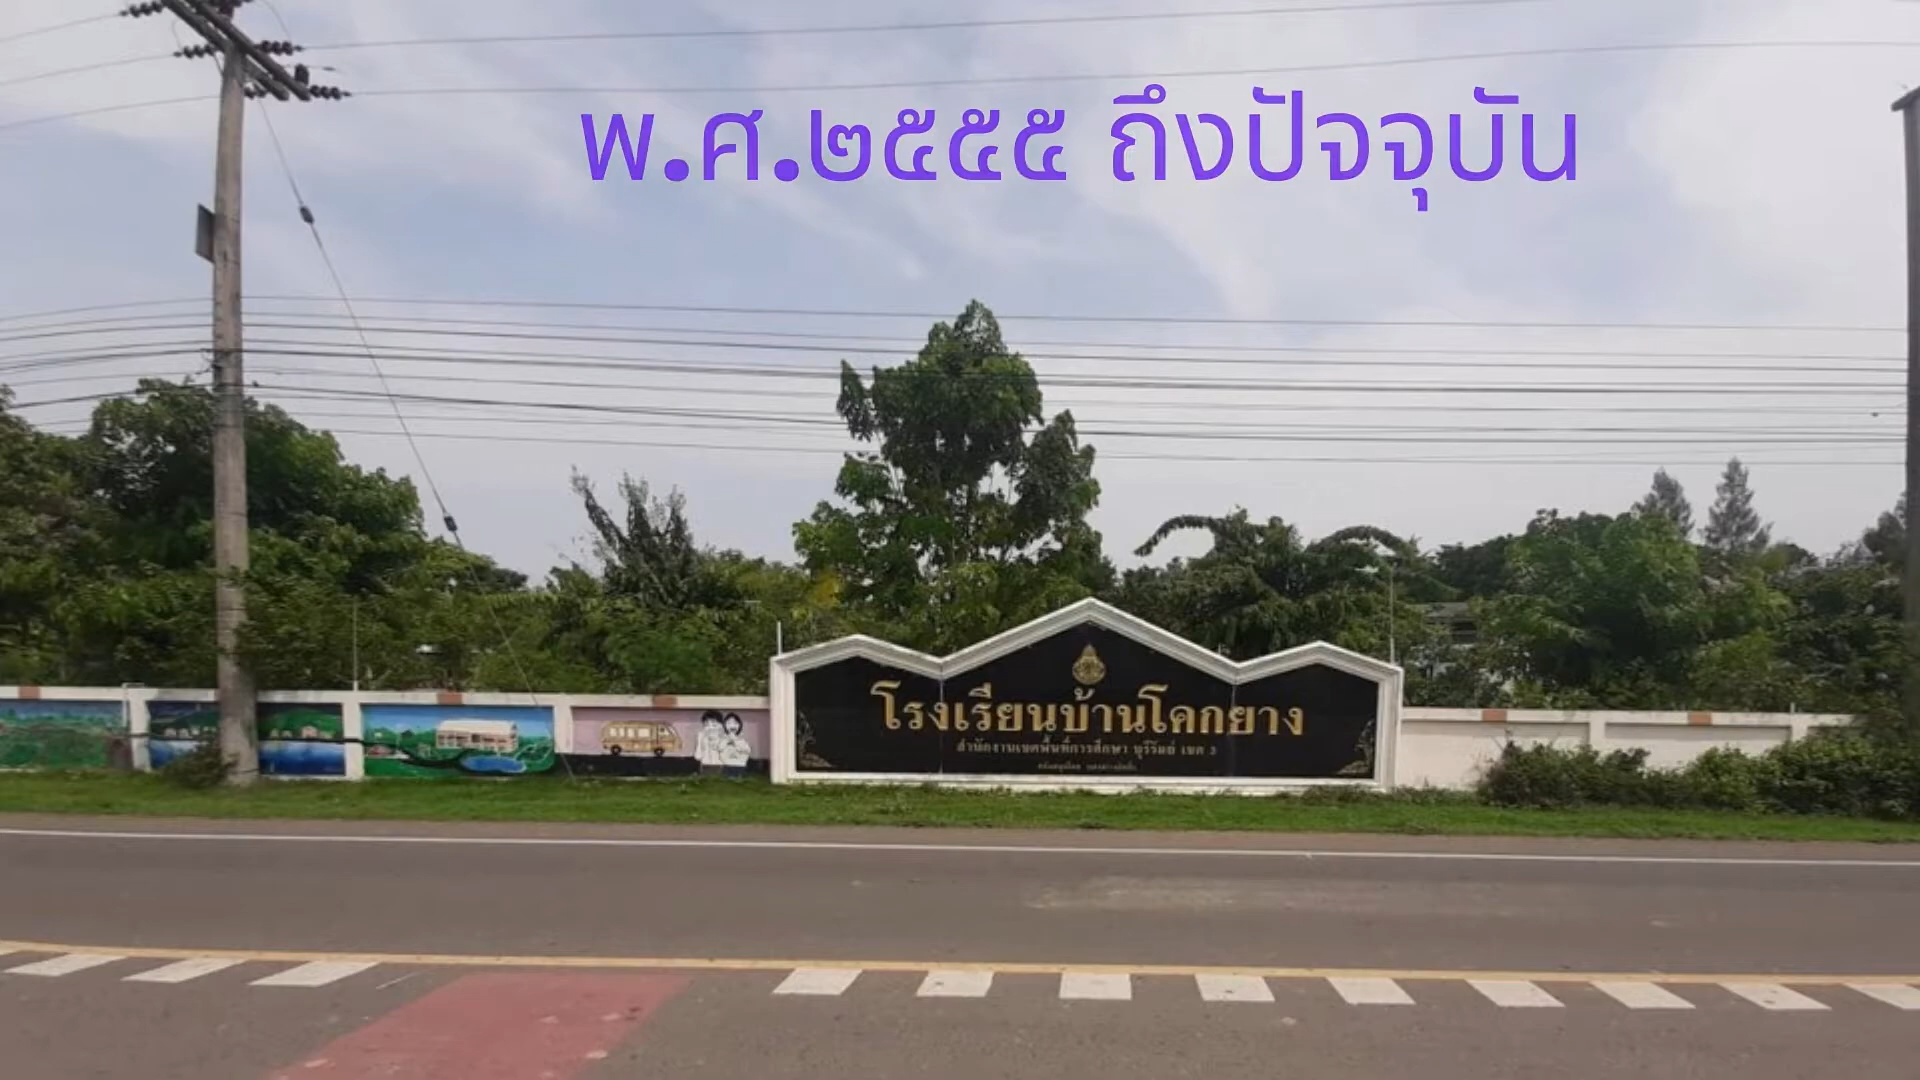 พ.ศ.๒๕๕๕ ถึงปัจจุบัน
โรงเรียนบ้านโคกยาง
สำนักงานเขตพื้นที่การศึกษา บุรีรัมย์ เขต 3